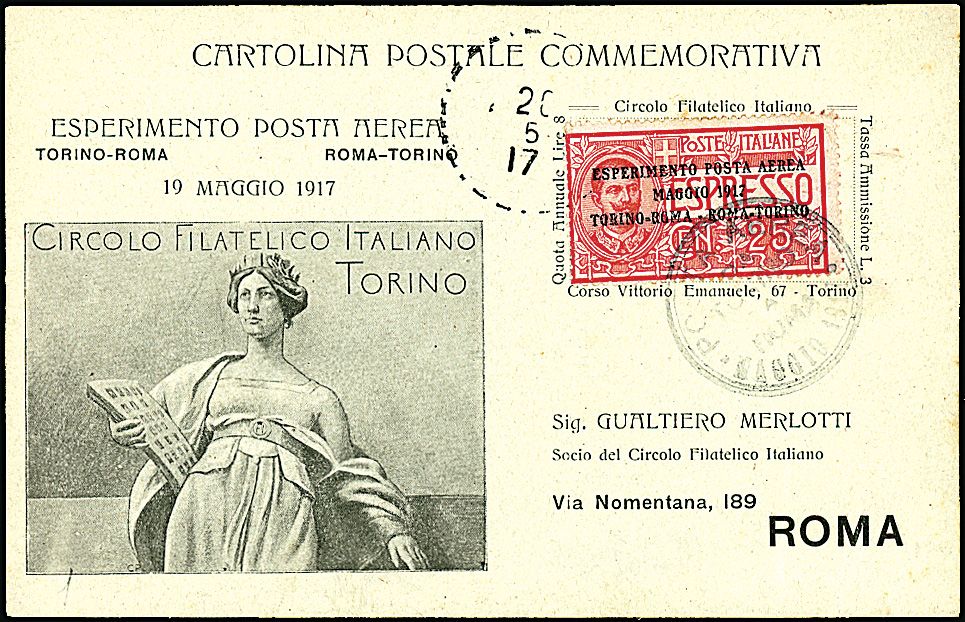 CARTOLINA POSTALE COMMEMORATIVA
ESPERIMENTO POSTA AEREA
TORINO-ROMA ROMA-TORINO
19 MAGGIO 1917
CIRCOLO FILATELICO ITALIANO
TORINO
5
17
Circolo Filatelico Italiano
Quota Annuale Lire 8
Tassa Ammissione L. 3
POSTE ITALIANE
ESPERIMENTO POSTA AEREA
MAGGIO 1917
TORINO-ROMA - ROMA-TORINO
ESPRESSO
CEN. 25
Corso Vittorio Emanuele, 67 - Torino
MAGGIO
Sig. GUALTIERO MERLOTTI
Socio del Circolo Filatelico Italiano
Via Nomentana, 189
ROMA